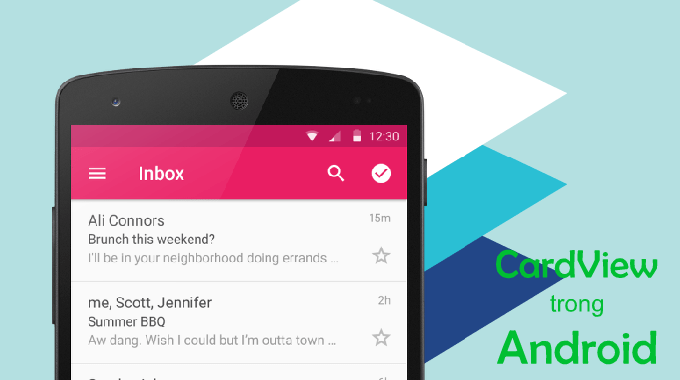 12:30
Inbox
Ali Connors 15m
Brunch this weekend?
I'll be in your neighborhood doing errands ...
me, Scott, Jennifer 2h
Summer BBQ
Aw dang. Wish I could but I'm outta town ...
CardView
trong
Android